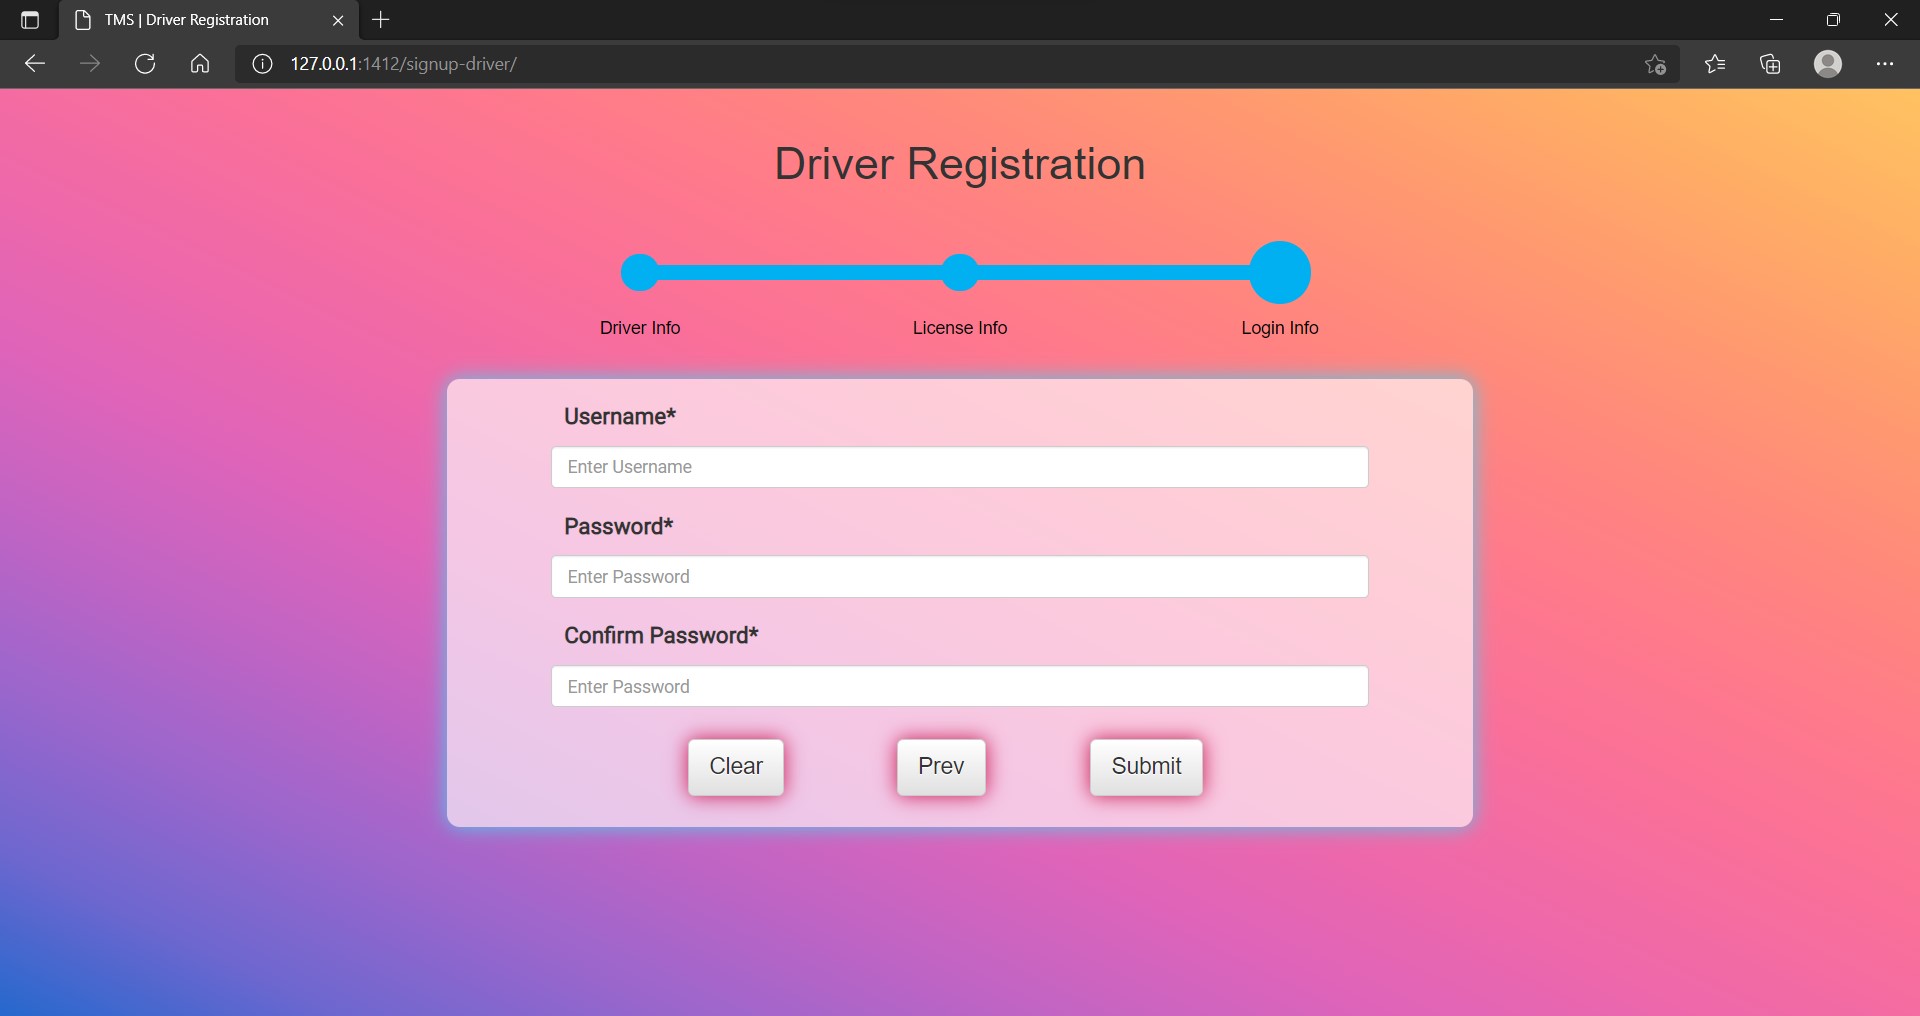 TMS | Driver Registration
127.0.0.1:1412/signup-driver/
Driver Registration
Driver Info License Info Login Info
Username*
Enter Username
Password*
Enter Password
Confirm Password*
Enter Password
Clear Prev Submit